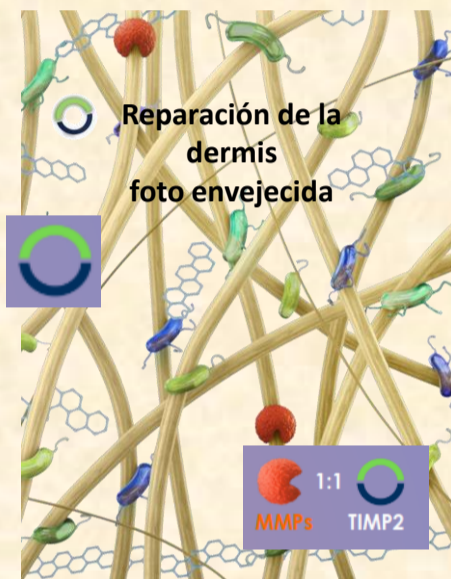 Reparación de la
dermis
foto envejecida
1:1
MMPs TIMP2